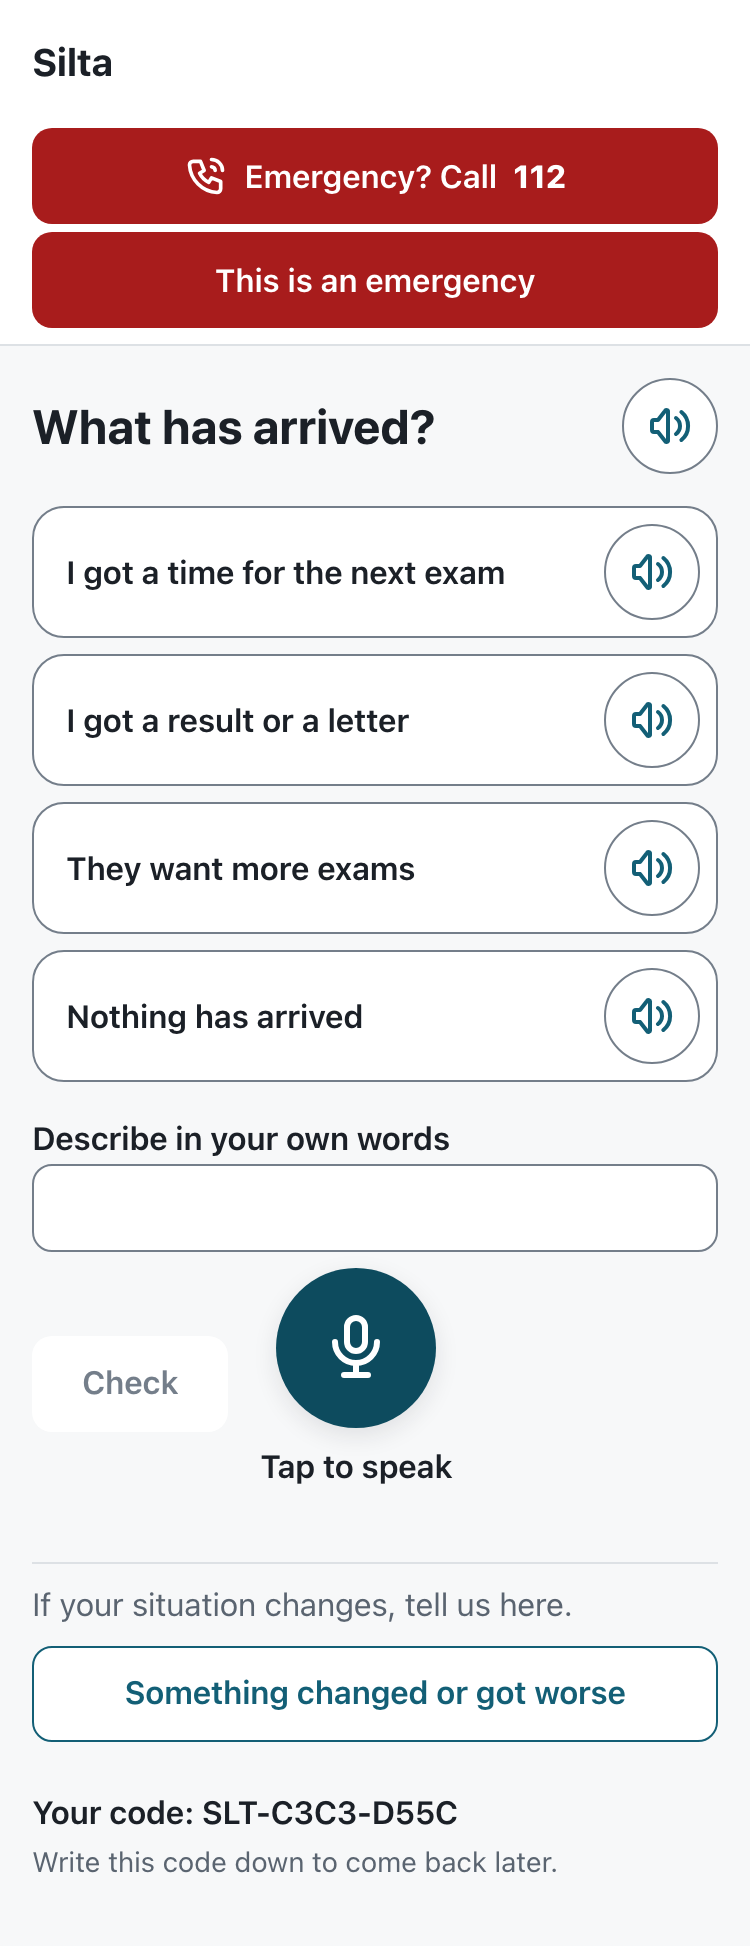 Silta
Emergency? Call 112
This is an emergency
What has arrived?
I got a time for the next exam
I got a result or a letter
They want more exams
Nothing has arrived
Describe in your own words
Check
Tap to speak
If your situation changes, tell us here.
Something changed or got worse
Your code: SLT-C3C3-D55C
Write this code down to come back later.